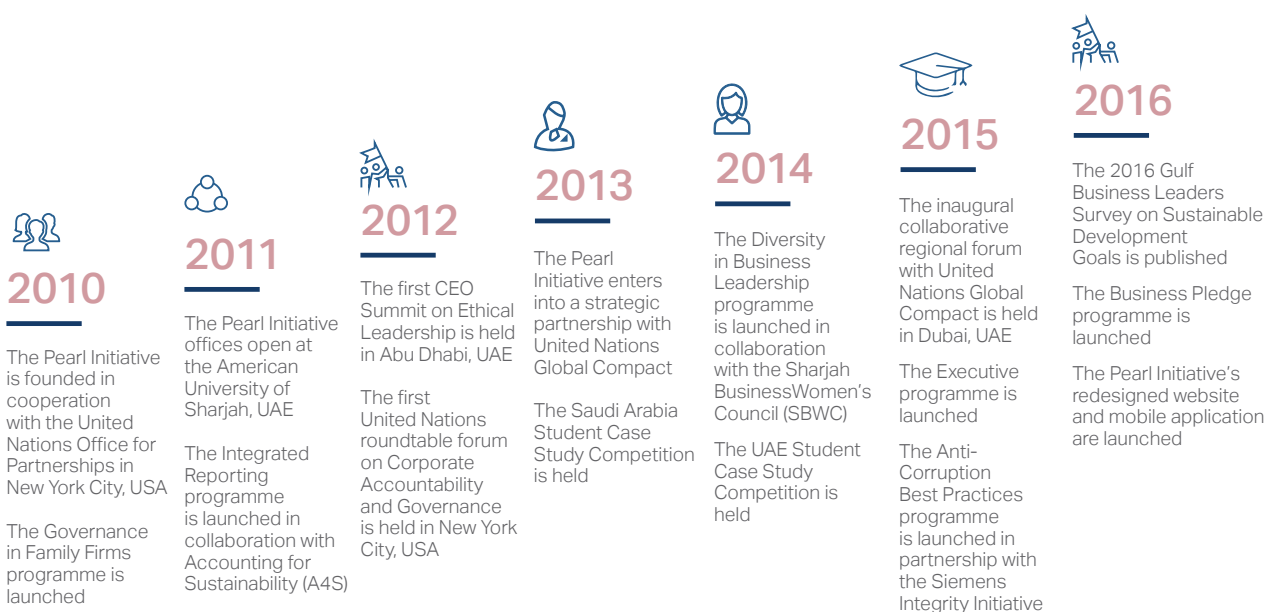 2010
The Pearl Initiative
is founded in
cooperation
with the United
Nations Office for
Partnerships in
New York City, USA
The Governance
in Family Firms
programme is
launched
2011
The Pearl Initiative
offices open at
the American
University of
Sharjah, UAE
The Integrated
Reporting
programme
is launched in
collaboration with
Accounting for
Sustainability (A4S)
2012
The first CEO
Summit on Ethical
Leadership is held
in Abu Dhabi, UAE
The first
United Nations
roundtable forum
on Corporate
Accountability
and Governance
is held in New York
City, USA
2013
The Pearl
Initiative enters
into a strategic
partnership with
United Nations
Global Compact
The Saudi Arabia
Student Case
Study Competition
is held
2014
The Diversity
in Business
Leadership
programme
is launched in
collaboration
with the Sharjah
BusinessWomen's
Council (SBWC)
The UAE Student
Case Study
Competition is
held
2015
The inaugural
collaborative
regional forum
with United
Nations Global
Compact is held
in Dubai, UAE
The Executive
programme is
launched
The Anti-
Corruption
Best Practices
programme
is launched in
partnership with
the Siemens
Integrity Initiative
2016
The 2016 Gulf
Business Leaders
Survey on Sustainable
Development
Goals is published
The Business Pledge
programme is
launched
The Pearl Initiative's
redesigned website
and mobile application
are launched